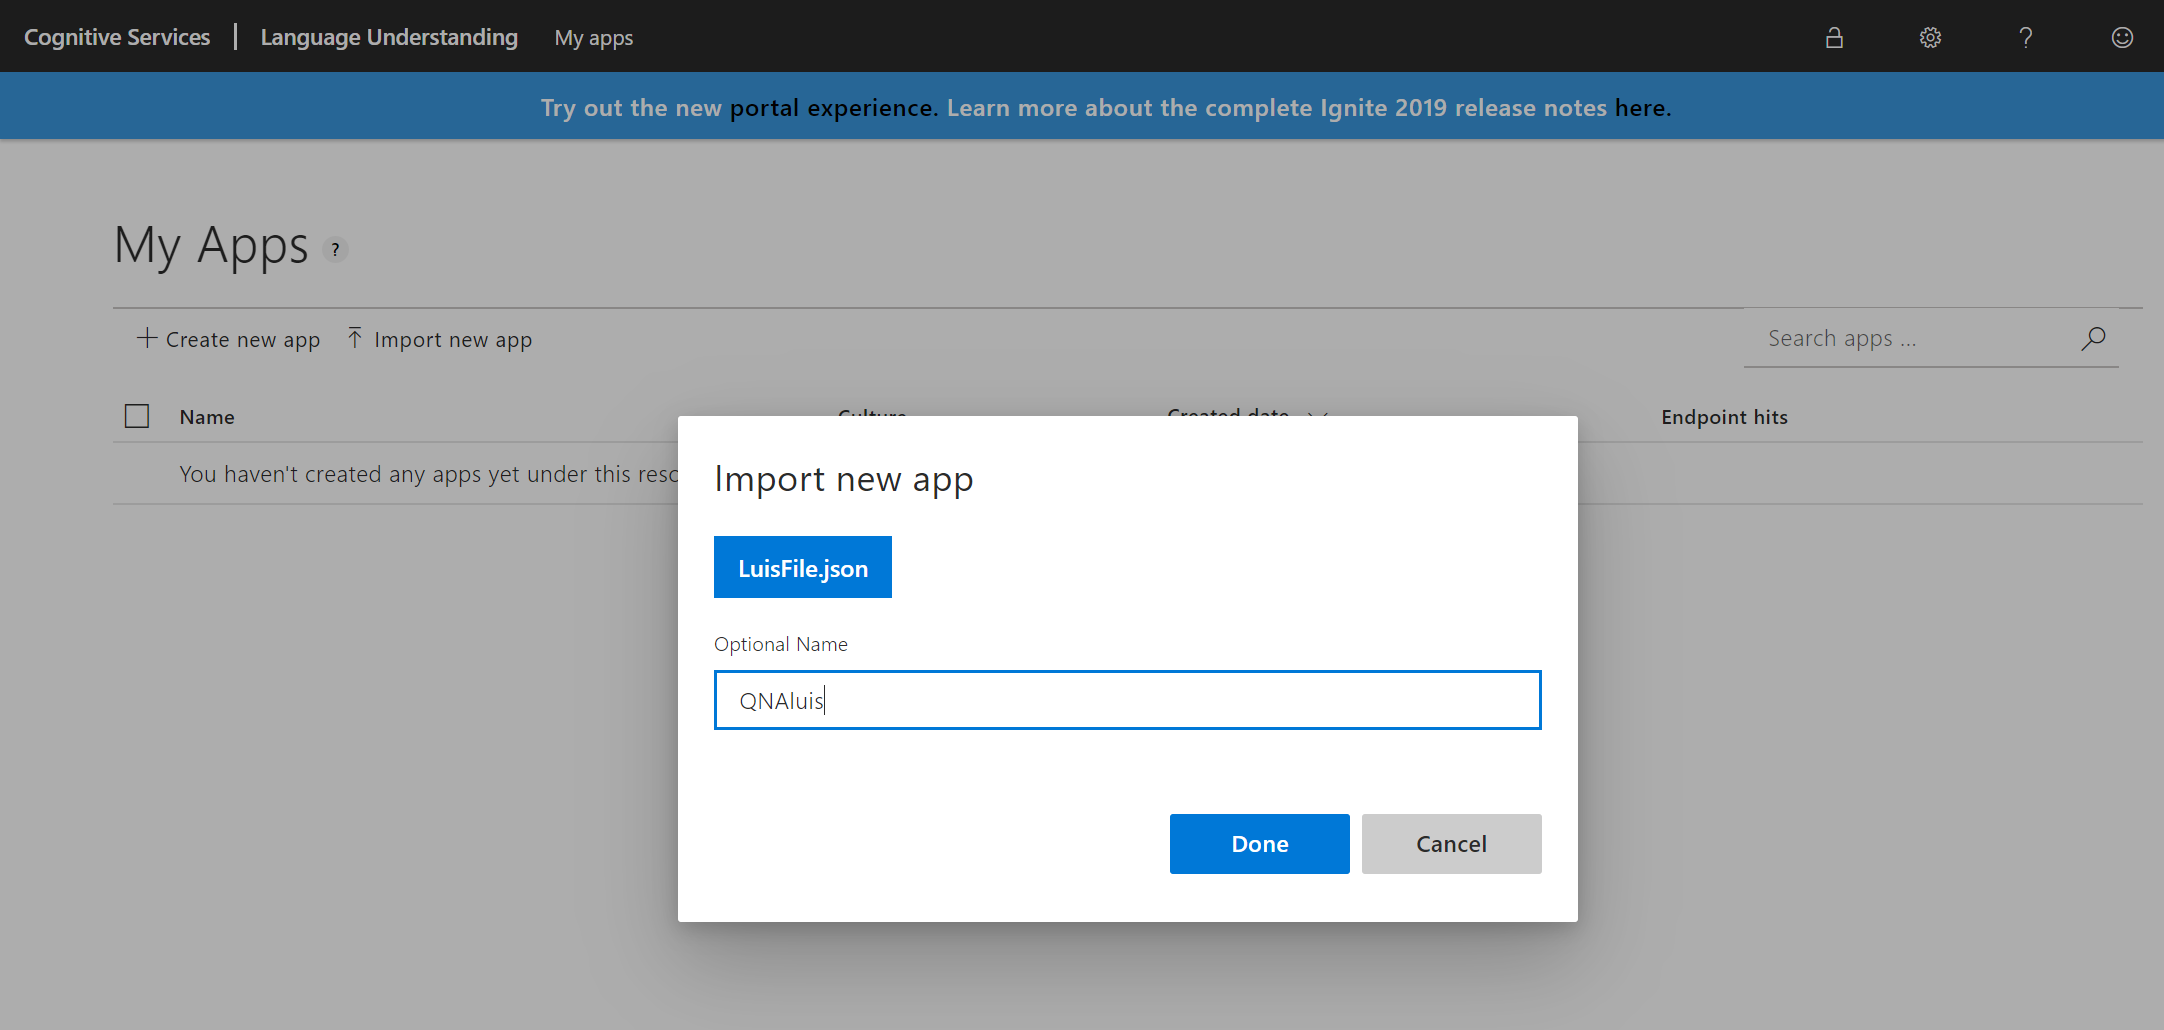 Cognitive Services | Language Understanding My apps
Try out the new portal experience. Learn more about the complete Ignite 2019 release notes here.
My Apps ?
Create new app Import new app Search apps ...
Name Culture Created date Endpoint hits
You haven't created any apps yet under this
Import new app
LuisFile.json
Optional Name
QNAluis
Done Cancel